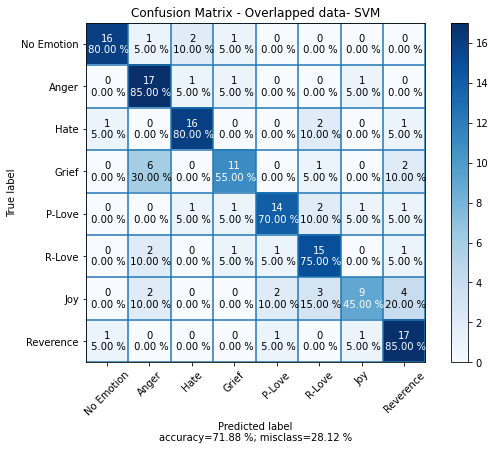 Confusion Matrix - Overlapped data- SVM
No Emotion 16 1 2 1 0 0 0 0
80.00 % 5.00 % 10.00 % 5.00 % 0.00 % 0.00 % 0.00 % 0.00 %
Anger 0 17 1 1 0 0 1 0
0.00 % 85.00 % 5.00 % 5.00 % 0.00 % 0.00 % 5.00 % 0.00 %
Hate 1 0 16 0 0 2 0 1
5.00 % 0.00 % 80.00 % 0.00 % 0.00 % 10.00 % 0.00 % 5.00 %
Grief 0 6 0 11 0 1 0 2
0.00 % 30.00 % 0.00 % 55.00 % 0.00 % 5.00 % 0.00 % 10.00 %
P-Love 0 0 1 1 14 2 1 1
0.00 % 0.00 % 5.00 % 5.00 % 70.00 % 10.00 % 5.00 % 5.00 %
R-Love 0 2 0 1 1 15 0 1
0.00 % 10.00 % 0.00 % 5.00 % 5.00 % 75.00 % 0.00 % 5.00 %
Joy 0 2 0 0 2 3 9 4
0.00 % 10.00 % 0.00 % 0.00 % 10.00 % 15.00 % 45.00 % 20.00 %
Reverence 1 0 0 0 1 0 1 17
5.00 % 0.00 % 0.00 % 0.00 % 5.00 % 0.00 % 5.00 % 85.00 %
True label
No Emotion Anger Hate Grief P-Love R-Love Joy Reverence
Predicted label
accuracy=71.88 %; misclass=28.12 %
16
14
12
10
8
6
4
2
0